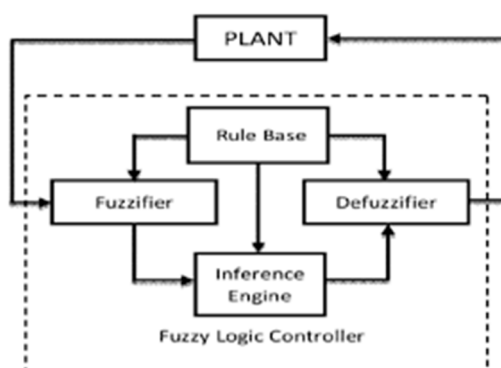 PLANT
Rule Base
Fuzzifier
Defuzzifier
Inference
Engine
Fuzzy Logic Controller